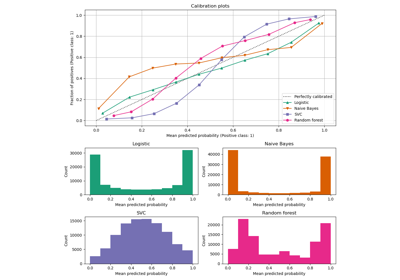 Calibration plots
Fraction of positives (Positive class: 1)
1.0
0.8
0.6
0.4
0.2
0.0
Perfectly calibrated
Logistic
Naive Bayes
SVC
Random forest
0.0 0.2 0.4 0.6 0.8 1.0
Mean predicted probability (Positive class: 1)
Logistic
Count
30000
20000
10000
0
0.0 0.2 0.4 0.6 0.8 1.0
Mean predicted probability
Naive Bayes
Count
40000
30000
20000
10000
0
0.0 0.2 0.4 0.6 0.8 1.0
Mean predicted probability
SVC
Count
15000
10000
5000
0
0.0 0.2 0.4 0.6 0.8 1.0
Mean predicted probability
Random forest
Count
20000
15000
10000
5000
0
0.0 0.2 0.4 0.6 0.8 1.0
Mean predicted probability